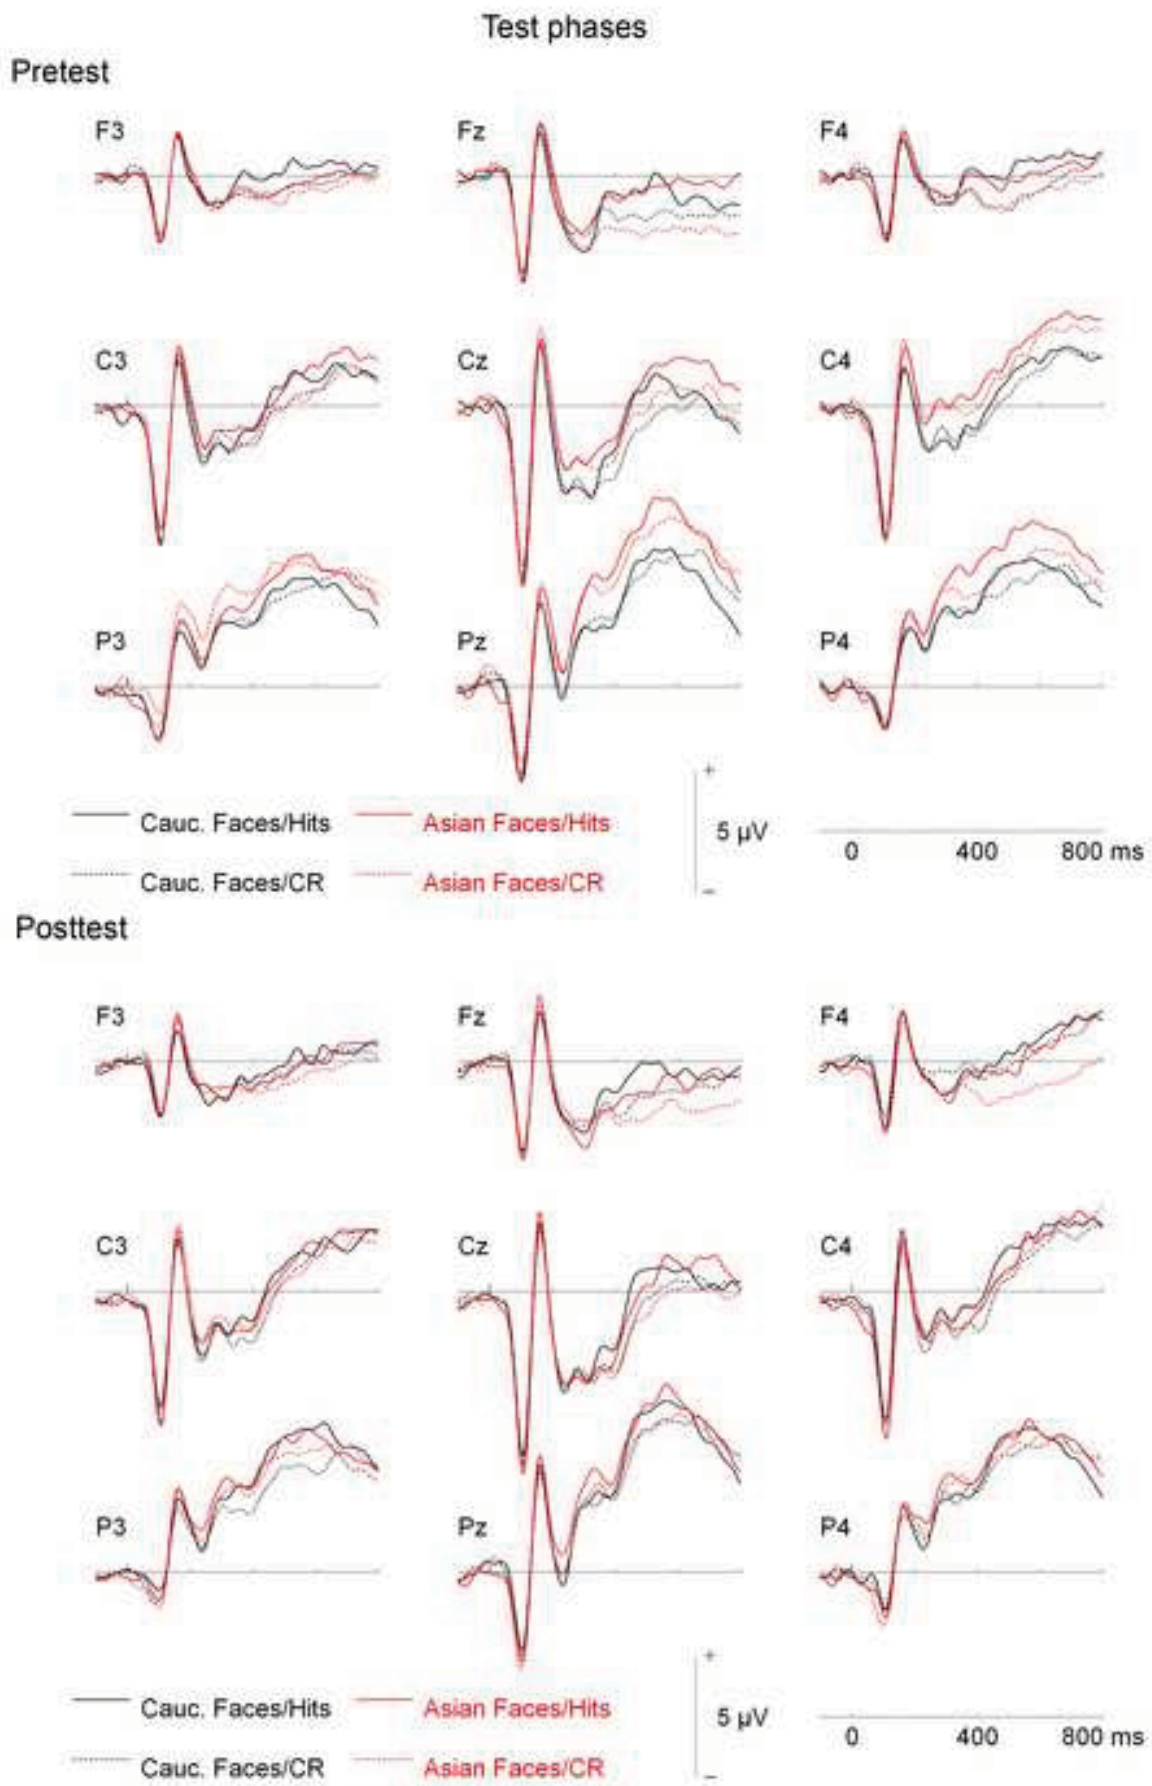 Test phases
Pretest
F3 Fz F4
C3 Cz C4
P3 Pz P4
+
5 µV
−
0 400 800 ms
Cauc. Faces/Hits Asian Faces/Hits
Cauc. Faces/CR Asian Faces/CR
Posttest
F3 Fz F4
C3 Cz C4
P3 Pz P4
+
5 µV
−
0 400 800 ms
Cauc. Faces/Hits Asian Faces/Hits
Cauc. Faces/CR Asian Faces/CR